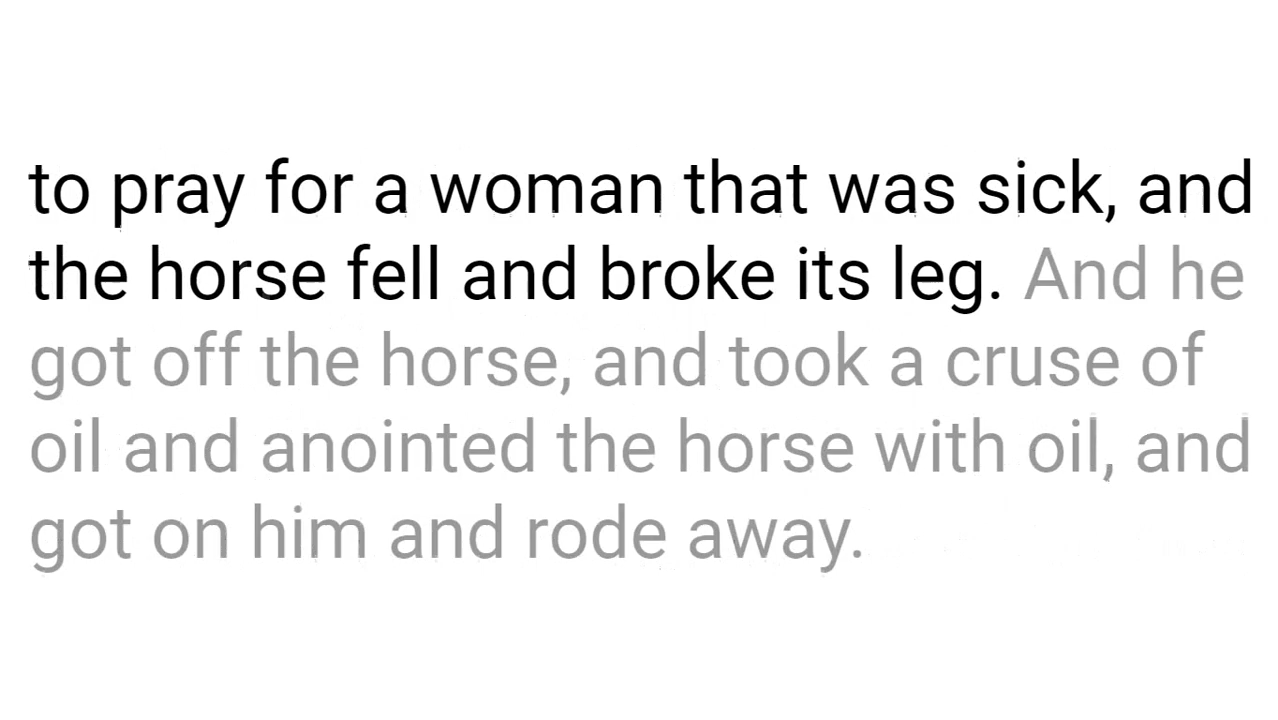 to pray for a woman that was sick, and
the horse fell and broke its leg. And he
got off the horse, and took a cruse of
oil and anointed the horse with oil, and
got on him and rode away.